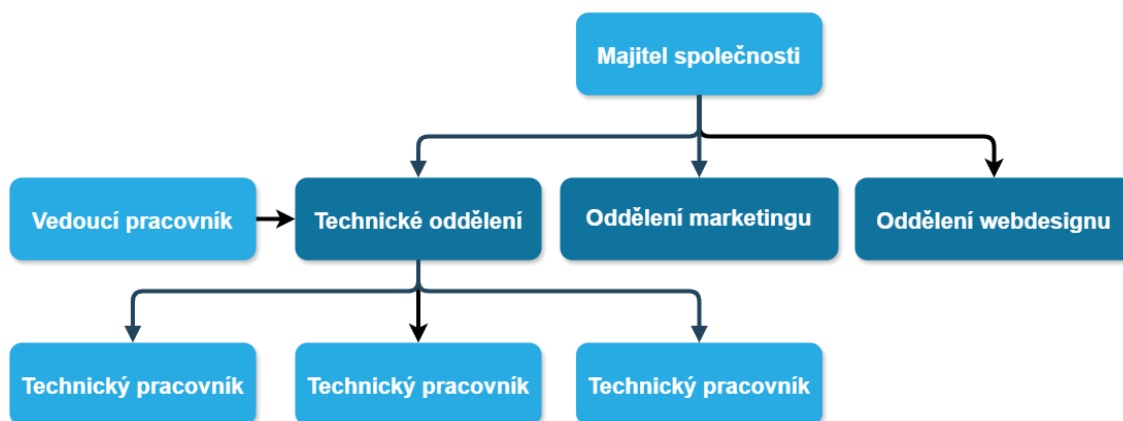 Majitel společnosti
Vedoucí pracovník
Technické oddělení
Oddělení marketingu
Oddělení webdesignu
Technický pracovník
Technický pracovník
Technický pracovník